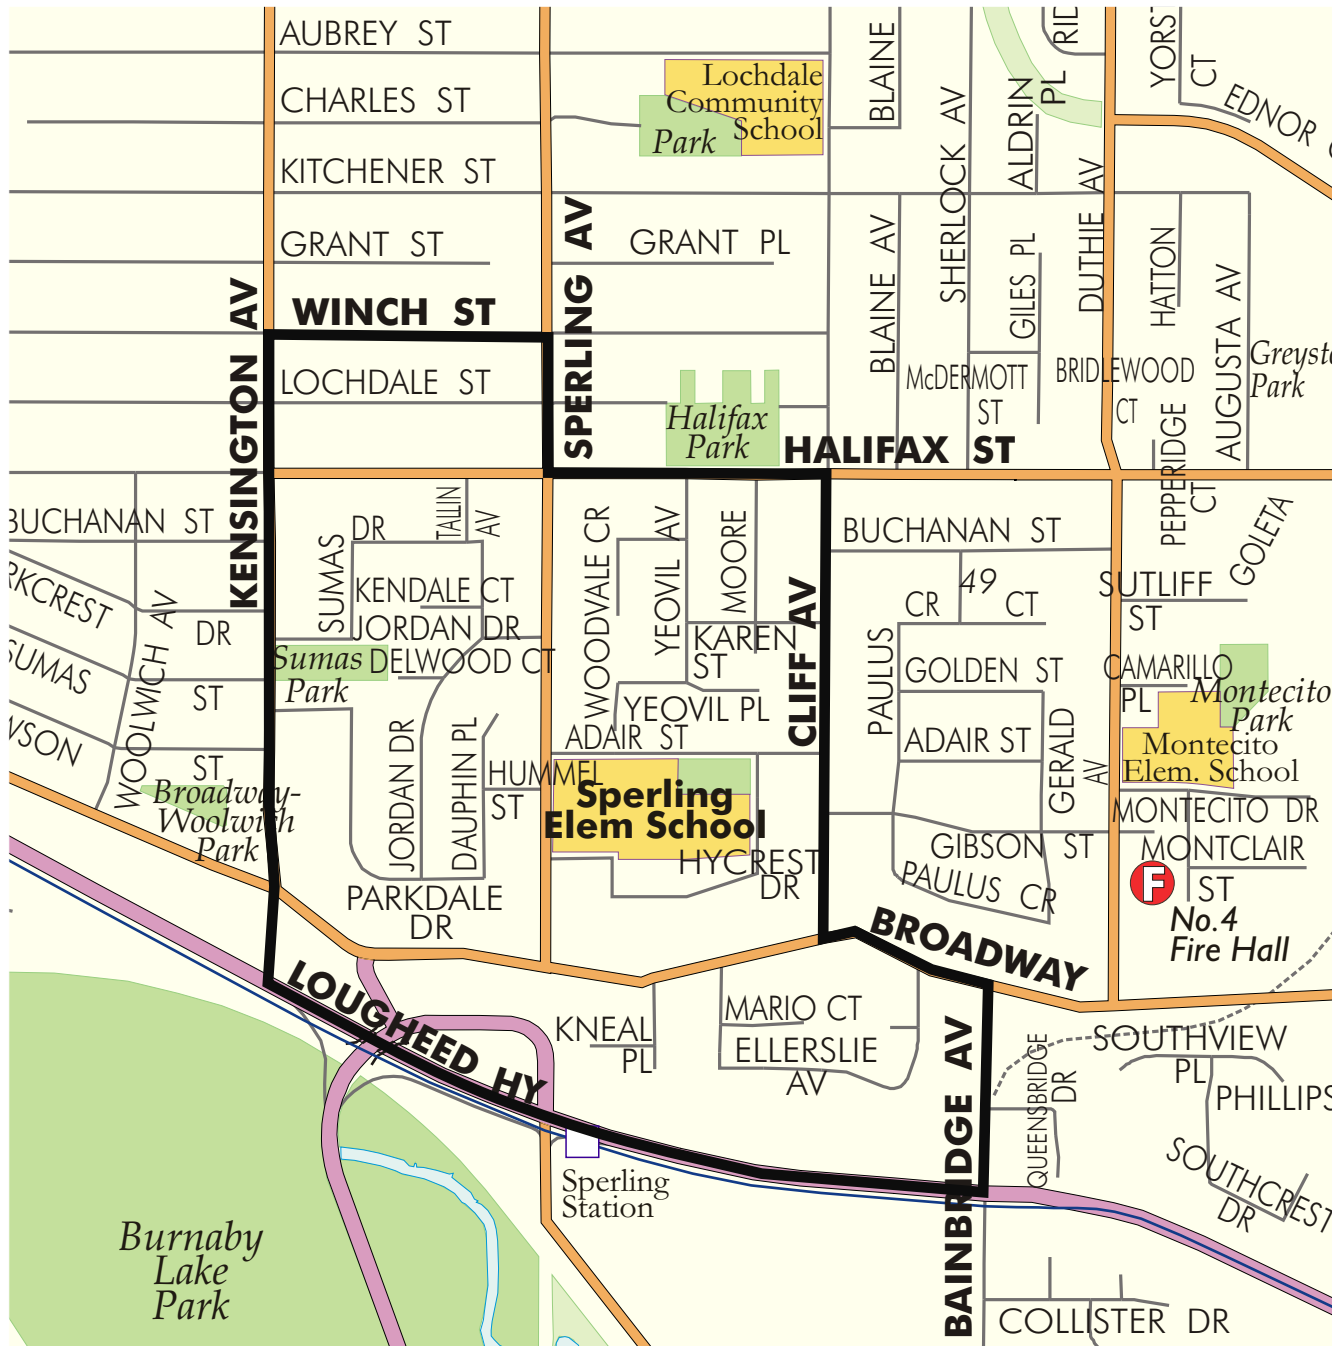 AUBREY ST
CHARLES ST
KITCHENER ST
GRANT ST
GRANT PL
Lochdale
Community
School
Park
BLAINE
SHERLOCK AV
ALDRIN
PL
DUTHIE AV
CT
EDNOR
KENSINGTON AV
WINCH ST
SPERLING AV
LOCHDALE ST
Halifax
Park
HALIFAX ST
BLAINE AV
GILES PL
McDERMOTT
ST
BRIDLEWOOD
CT
HATTON
AUGUSTA AV
Park
PEPPERIDGE
CT
GOLETA
BUCHANAN ST
SUMAS
DR
TALLIN
AV
KENDALE CT
JORDAN DR
DELWOOD CT
Sumas
Park
WOODVALE CR
YEOVIL AV
MOORE
KAREN
ST
YEOVIL PL
ADAIR ST
CLIFF AV
BUCHANAN ST
49
CR
CT
PAULUS
GOLDEN ST
ADAIR ST
GERALD
AV
SUTLIFF
ST
CAMARILLO
PL
Montecito
Park
Montecito
Elem. School
MONTECITO DR
MONTCLAIR
ST
DR
SUMAS
ST
ST
WOOLWICH AV
Broadway-
Woolwich
Park
JORDAN DR
DAUPHIN PL
HUMMEL
ST
Sperling
Elem School
HYCREST
DR
PARKDALE
DR
GIBSON ST
PAULUS CR
F
No.4
Fire Hall
BROADWAY
LOUGHEED HY
KNEAL
PL
MARIO CT
ELLERSLIE
AV
BAINBRIDGE AV
QUEENSBRIDGE
DR
SOUTHVIEW
PL
PHILLIPS
SOUTHCREST
DR
Sperling
Station
Burnaby
Lake
Park
COLLISTER DR